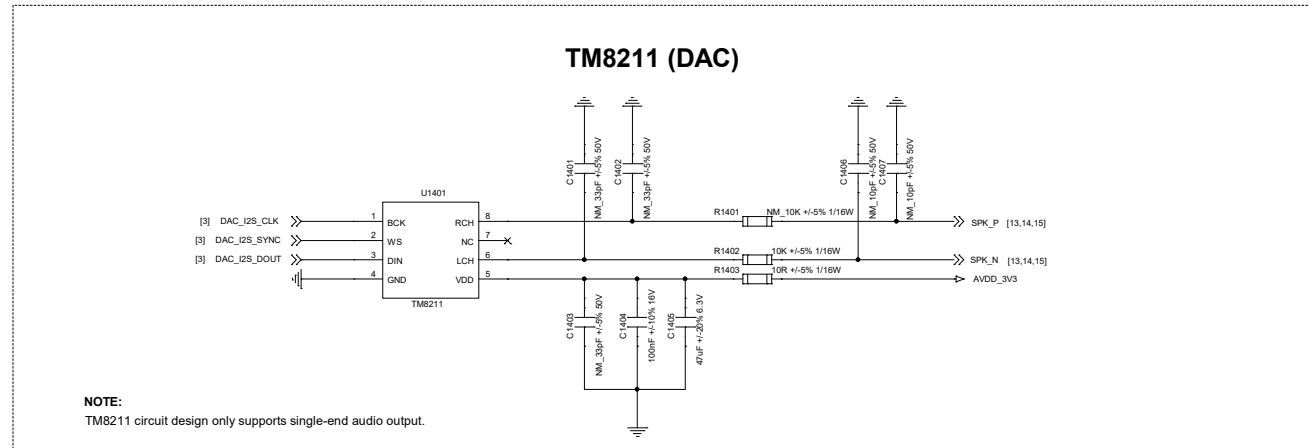 TM8211 (DAC)
C1401
NM_33pF +/-5% 50V
C1402
NM_33pF +/-5% 50V
C1406
NM_10pF +/-5% 50V
C1407
NM_10pF +/-5% 50V
U1401
[3] DAC_I2S_CLK 1 BCK RCH 8 R1401 NM_10K +/-5% 1/16W SPK_P [13,14,15]
[3] DAC_I2S_SYNC 2 WS NC 7
[3] DAC_I2S_DOUT 3 DIN LCH 6 R1402 10K +/-5% 1/16W SPK_N [13,14,15]
4 GND VDD 5 R1403 10R +/-5% 1/16W AVDD_3V3
TM8211
C1403
NM_33pF +/-5% 50V
C1404
100nF +/-10% 16V
C1405
47uF +/-20% 6.3V
NOTE:
TM8211 circuit design only supports single-end audio output.